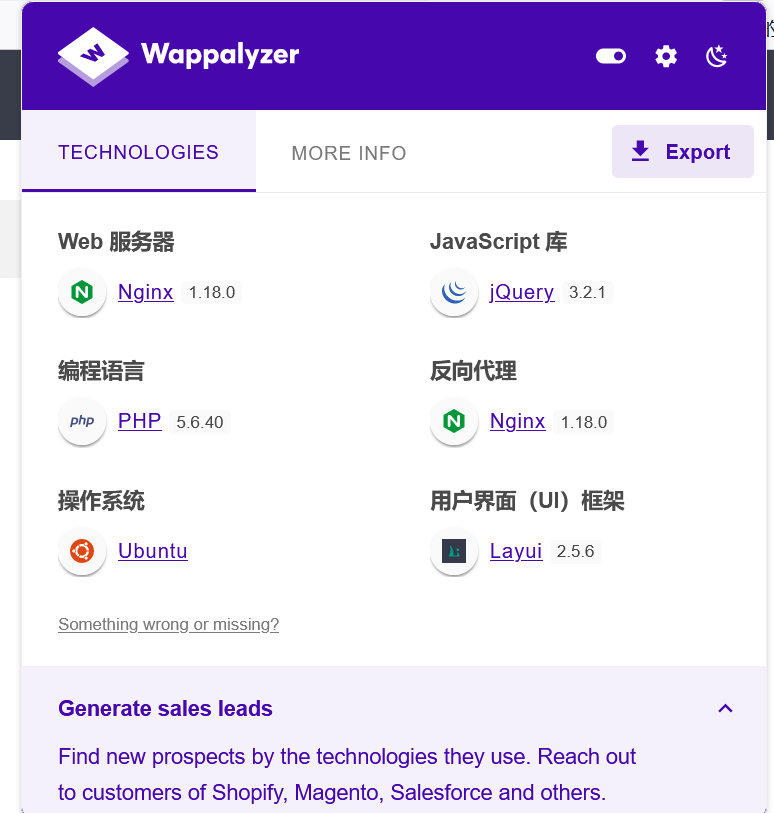 Wappalyzer
TECHNOLOGIES
MORE INFO
Export
Web 服务器
Nginx 1.18.0
JavaScript 库
jQuery 3.2.1
编程语言
PHP 5.6.40
反向代理
Nginx 1.18.0
操作系统
Ubuntu
用户界面（UI）框架
Layui 2.5.6
Something wrong or missing?
Generate sales leads
Find new prospects by the technologies they use. Reach out
to customers of Shopify, Magento, Salesforce and others.